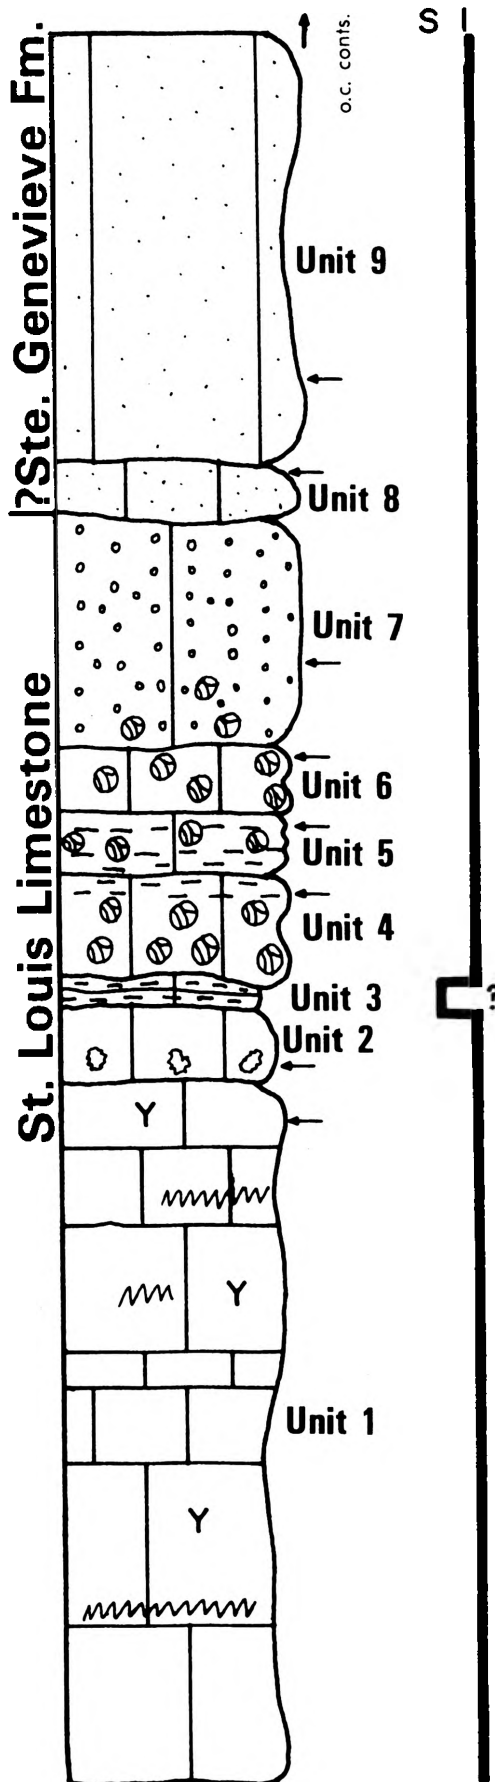 S I
o.c. conts.
?Ste. Genevieve Fm.
Unit 9
Unit 8
Unit 7
St. Louis Limestone
Unit 6
Unit 5
Unit 4
Unit 3
?
Unit 2
Y
Y
Unit 1
Y